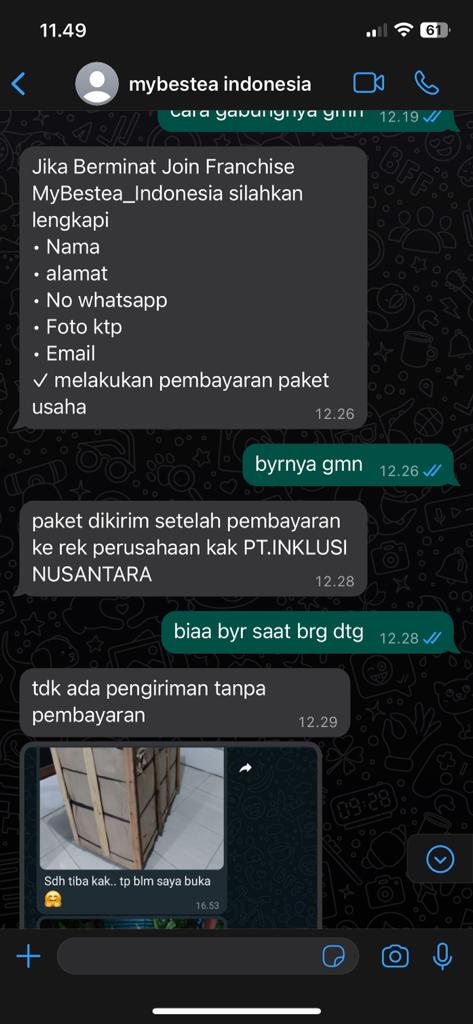 11.49
61
mybestea indonesia
cara gabungnya gmn 12.19
Jika Berminat Join Franchise
MyBestea_Indonesia silahkan
lengkapi
• Nama
• alamat
• No whatsapp
• Foto ktp
• Email
✓ melakukan pembayaran paket
usaha 12.26
byrnya gmn 12.26
paket dikirim setelah pembayaran
ke rek perusahaan kak PT.INKLUSI
NUSANTARA 12.28
biaa byr saat brg dtg 12.28
tdk ada pengiriman tanpa
pembayaran 12.29
Sdh tiba kak.. tp blm saya buka
🤗 16.53